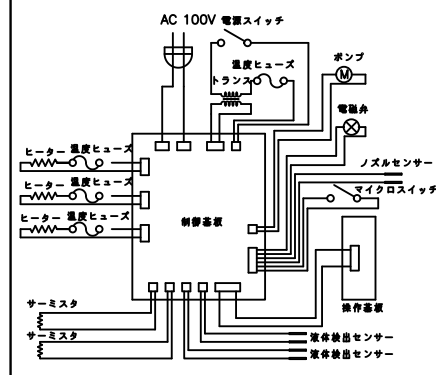 AC 100V 電源スイッチ
ポンプ
温度ヒューズ
トランス
M
電磁弁
ノズルセンサー
マイクロスイッチ
ヒーター 温度ヒューズ
ヒーター 温度ヒューズ
ヒーター 温度ヒューズ
制御基板
操作基板
サーミスタ
サーミスタ
液体検出センサー
液体検出センサー